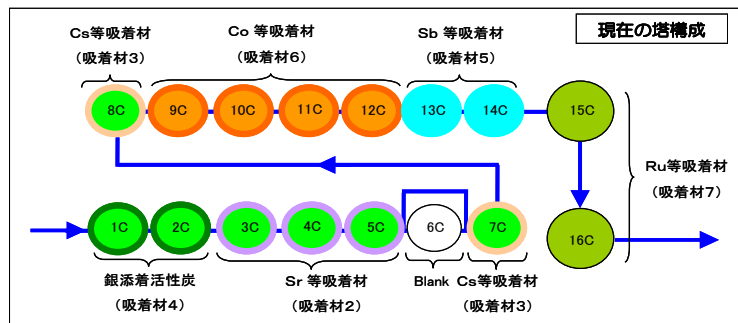 現在の塔構成
Cs等吸着材
(吸着材3)
Co 等吸着材
(吸着材6)
Sb 等吸着材
(吸着材5)
8C
9C
10C
11C
12C
13C
14C
15C
Ru等吸着材
(吸着材7)
1C
2C
3C
4C
5C
6C
7C
16C
銀添着活性炭
(吸着材4)
Sr 等吸着材
(吸着材2)
Blank
Cs等吸着材
(吸着材3)